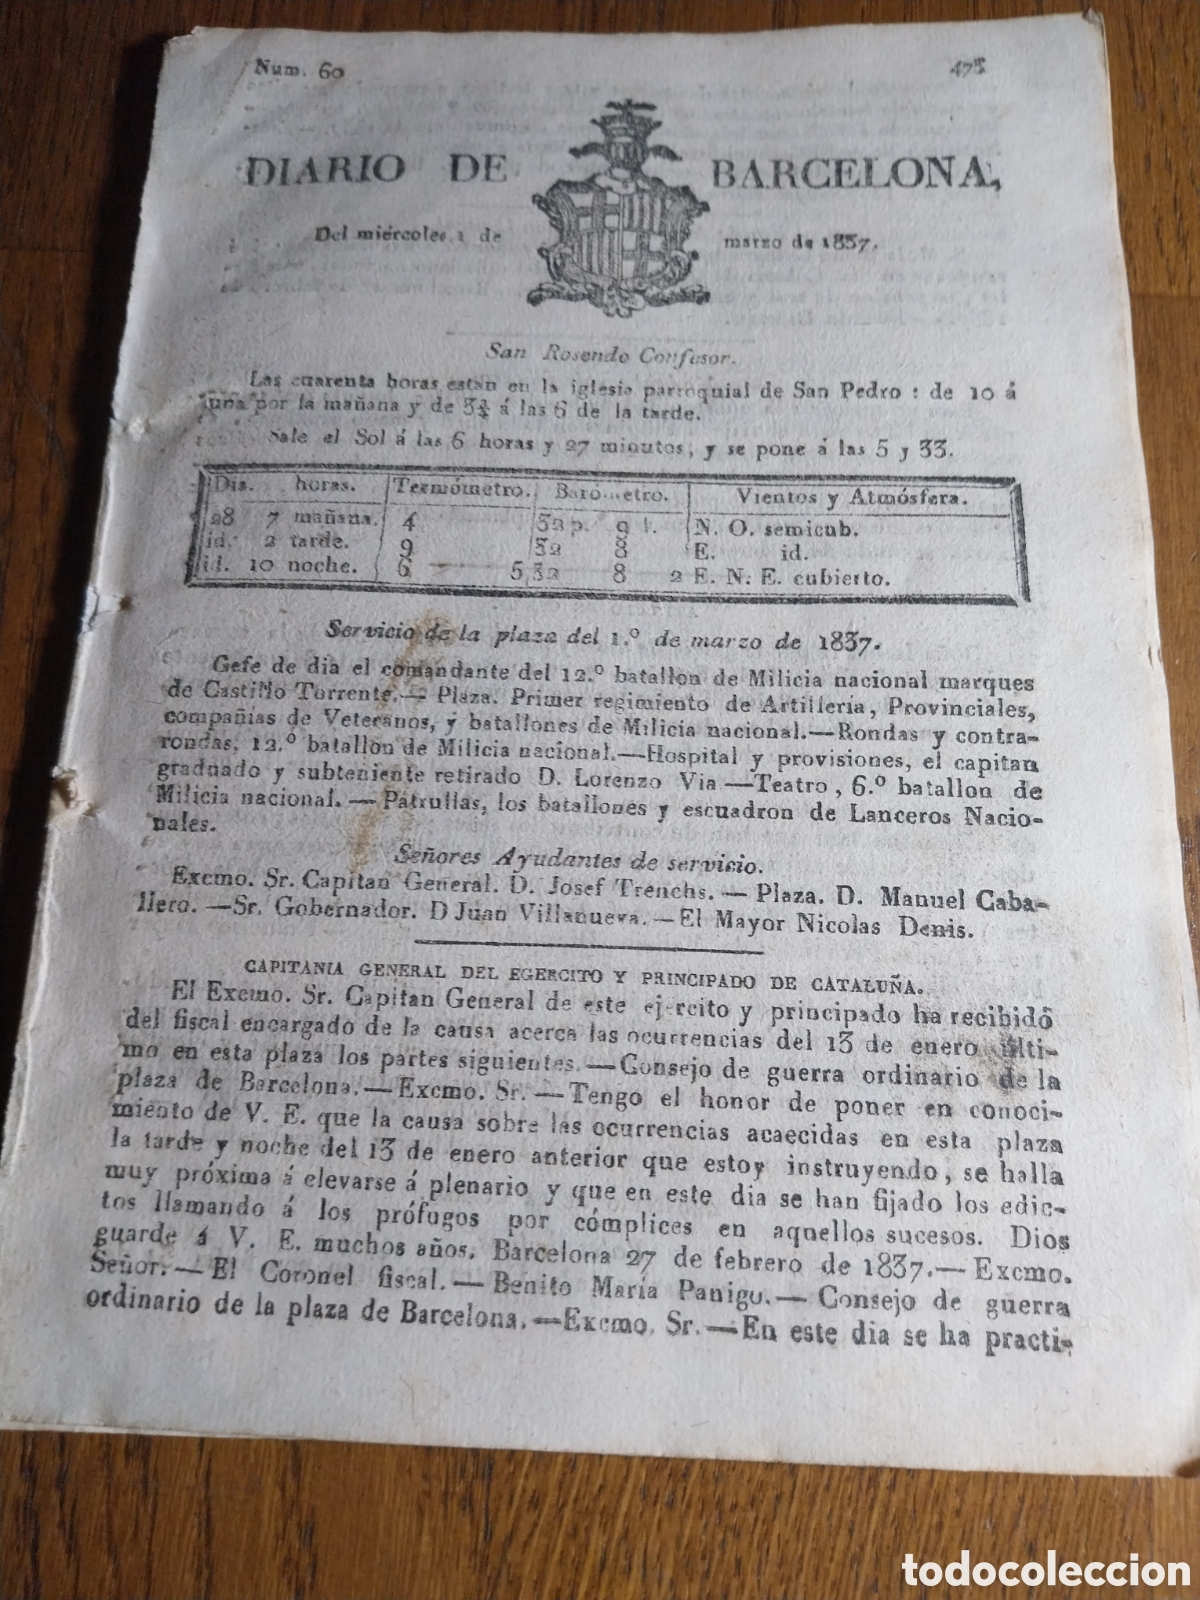 Num. 60 475
DIARIO DE BARCELONA,
Del miércoles 1 de marzo de 1837.
San Rosendo Confesor.
Las cuarenta horas estan en la iglesia parroquial de San Pedro : de 10 á
una por la mañana y de 3¾ á las 6 de la tarde.
Sale el Sol á las 6 horas y 27 minutos, y se pone á las 5 y 33.
Dia. horas. Termómetro. Barómetro. Vientos y Atmósfera.
28 7 mañana. 4 32 p. 9 l. N. O. semicub.
id. 2 tarde. 9 32 8 E. id.
id. 10 noche. 6 5 32 8 2 E. N. E. cubierto.
Servicio de la plaza del 1.º de marzo de 1837.
Gefe de dia el comandante del 12.º batallon de Milicia nacional marques
de Castillo Torrente.— Plaza. Primer regimiento de Artillería, Provinciales,
compañias de Veteranos, y batallones de Milicia nacional.—Rondas y contra-
rondas, 12.º batallon de Milicia nacional.—Hospital y provisiones, el capitan
graduado y subteniente retirado D. Lorenzo Via —Teatro, 6.º batallon de
Milicia nacional. — Patrullas, los batallones y escuadron de Lanceros Nacio-
nales.
Señores Ayudantes de servicio.
Excmo. Sr. Capitan General. D. Josef Trenchs. — Plaza. D. Manuel Caba-
llero. —Sr. Gobernador. D Juan Villanueva. —El Mayor Nicolas Denis.
CAPITANIA GENERAL DEL EGERCITO Y PRINCIPADO DE CATALUÑA.
El Excmo. Sr. Capitan General de este ejército y principado ha recibido
del fiscal encargado de la causa acerca las ocurrencias del 13 de enero últi-
mo en esta plaza los partes siguientes. —Consejo de guerra ordinario de la
plaza de Barcelona.—Excmo. Sr. —Tengo el honor de poner en conoci-
miento de V. E. que la causa sobre las ocurrencias acaecidas en esta plaza
la tarde y noche del 13 de enero anterior que estoy instruyendo, se halla
muy próxima á elevarse á plenario y que en este dia se han fijado los edic-
tos llamando á los prófugos por cómplices en aquellos sucesos. Dios
guarde á V. E. muchos años. Barcelona 27 de febrero de 1837.— Excmo.
Señor.— El Coronel fiscal.— Benito María Panigo.— Consejo de guerra
ordinario de la plaza de Barcelona.—Excmo. Sr.—En este dia se ha practi-
todocoleccion